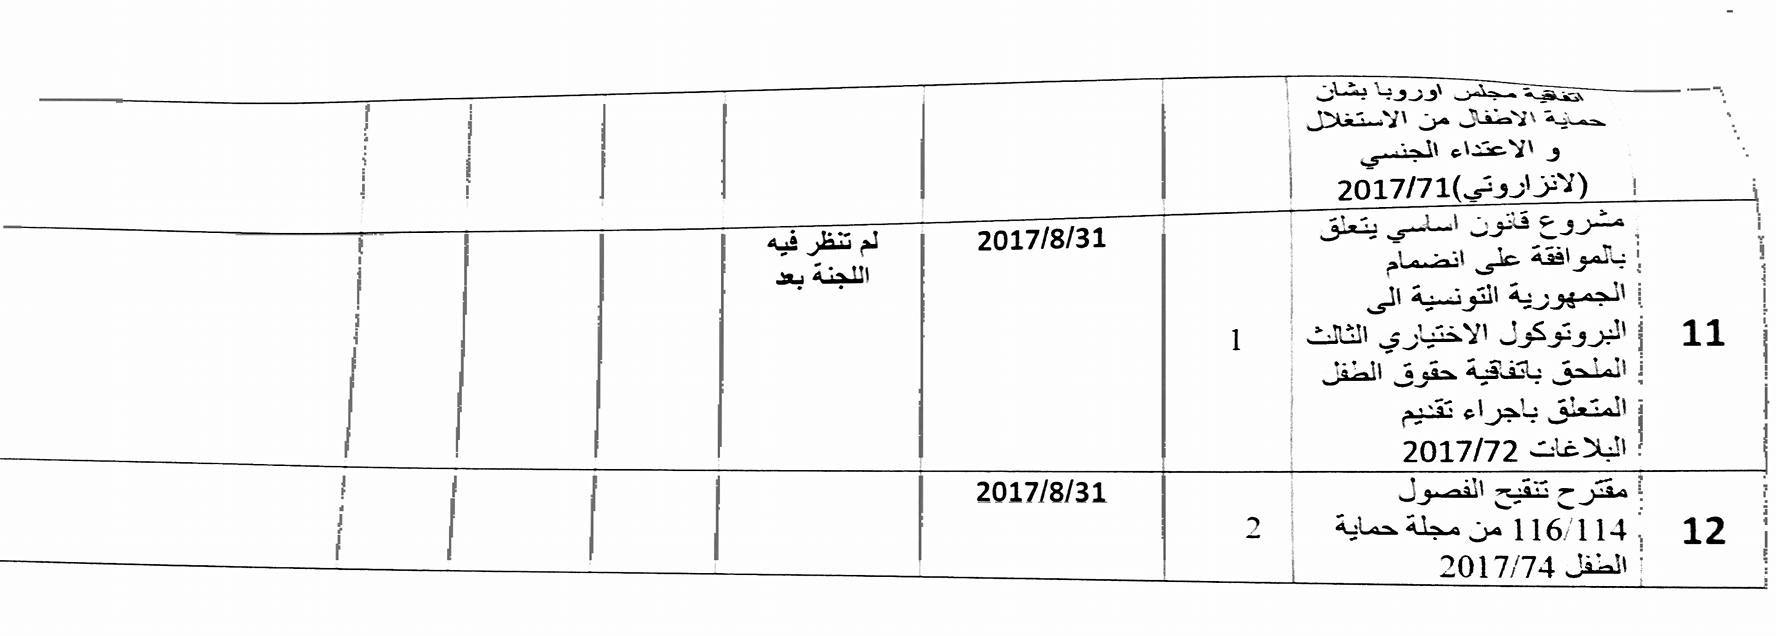 اتفاقية مجلس اوروبا بشان
حماية الاطفال من الاستغلال
و الاعتداء الجنسي
(لانزاروتي)2017/71
11
مشروع قانون اساسي يتعلق
بالموافقة على انضمام
الجمهورية التونسية الى
البروتوكول الاختياري الثالث
الملحق باتفاقية حقوق الطفل
المتعلق باجراء تقديم
البلاغات 2017/72
1
2017/8/31
لم تنظر فيه
اللجنة بعد
12
مقترح تنقيح الفصول
116/114 من مجلة حماية
الطفل 2017/74
2
2017/8/31